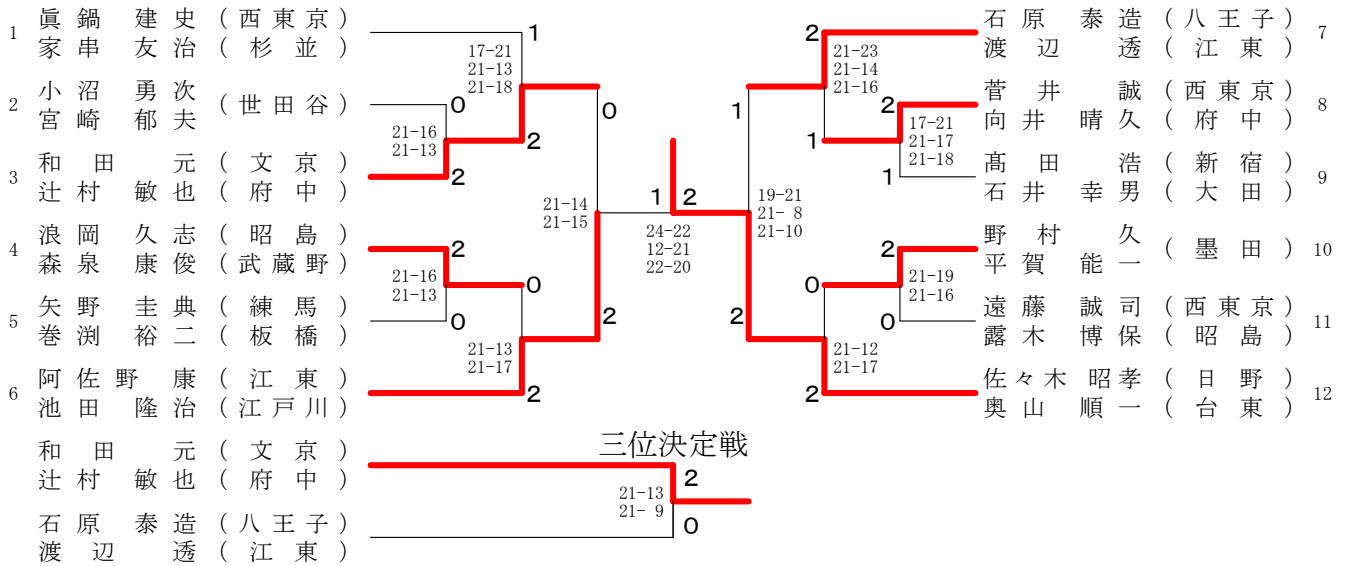 1
眞鍋 建史 (西東京)
家串 友治 (杉並)
2
小沼 勇次
宮崎 郁夫
(世田谷)
3
和田 元 (文京)
辻村 敏也 (府中)
4
浪岡 久志 (昭島)
森泉 康俊 (武蔵野)
5
矢野 圭典 (練馬)
巻渕 裕二 (板橋)
6
阿佐野 康 (江東)
池田 隆治 (江戸川)
1
17-21
21-13
21-18
0
21-16
21-13
2
2
0
21-14
21-15
2
21-16
21-13
0
0
21-13
21-17
2
2
1 2
24-22
12-21
22-20
石原 泰造 (八王子)
渡辺 透 (江東)
7
菅井 誠 (西東京)
向井 晴久 (府中)
8
髙田 浩 (新宿)
石井 幸男 (大田)
9
野村 久
平賀 能一
(墨田)
10
遠藤 誠司 (西東京)
露木 博保 (昭島)
11
佐々木 昭孝 (日野)
奥山 順一 (台東)
12
2
21-23
21-14
21-16
1
2
17-21
21-17
21-18
1
1
19-21
21- 8
21-10
2
0
2
21-19
21-16
0
21-12
21-17
2
三位決定戦
和田 元 (文京)
辻村 敏也 (府中)
石原 泰造 (八王子)
渡辺 透 (江東)
2
21-13
21- 9
0